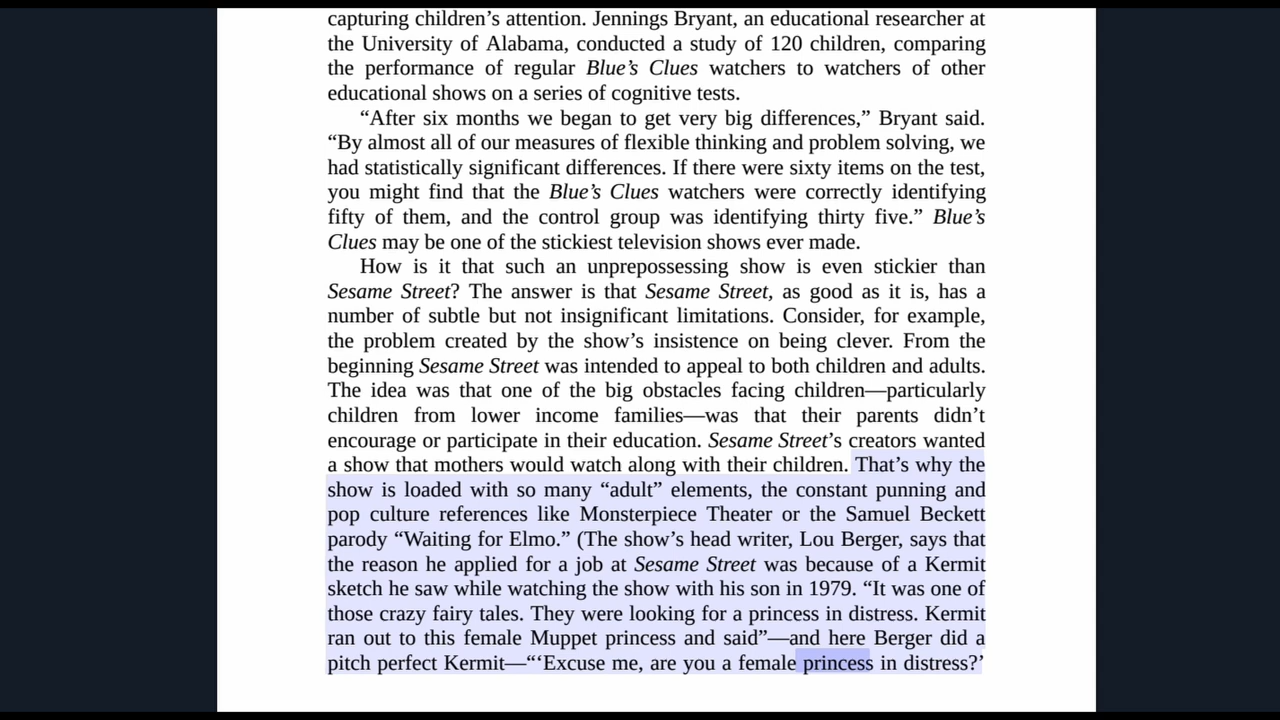 capturing children’s attention. Jennings Bryant, an educational researcher at
the University of Alabama, conducted a study of 120 children, comparing
the performance of regular Blue’s Clues watchers to watchers of other
educational shows on a series of cognitive tests.
“After six months we began to get very big differences,” Bryant said.
“By almost all of our measures of flexible thinking and problem solving, we
had statistically significant differences. If there were sixty items on the test,
you might find that the Blue’s Clues watchers were correctly identifying
fifty of them, and the control group was identifying thirty five.” Blue’s
Clues may be one of the stickiest television shows ever made.
How is it that such an unprepossessing show is even stickier than
Sesame Street? The answer is that Sesame Street, as good as it is, has a
number of subtle but not insignificant limitations. Consider, for example,
the problem created by the show’s insistence on being clever. From the
beginning Sesame Street was intended to appeal to both children and adults.
The idea was that one of the big obstacles facing children—particularly
children from lower income families—was that their parents didn’t
encourage or participate in their education. Sesame Street’s creators wanted
a show that mothers would watch along with their children. That’s why the
show is loaded with so many “adult” elements, the constant punning and
pop culture references like Monsterpiece Theater or the Samuel Beckett
parody “Waiting for Elmo.” (The show’s head writer, Lou Berger, says that
the reason he applied for a job at Sesame Street was because of a Kermit
sketch he saw while watching the show with his son in 1979. “It was one of
those crazy fairy tales. They were looking for a princess in distress. Kermit
ran out to this female Muppet princess and said”—and here Berger did a
pitch perfect Kermit—“‘Excuse me, are you a female princess in distress?’